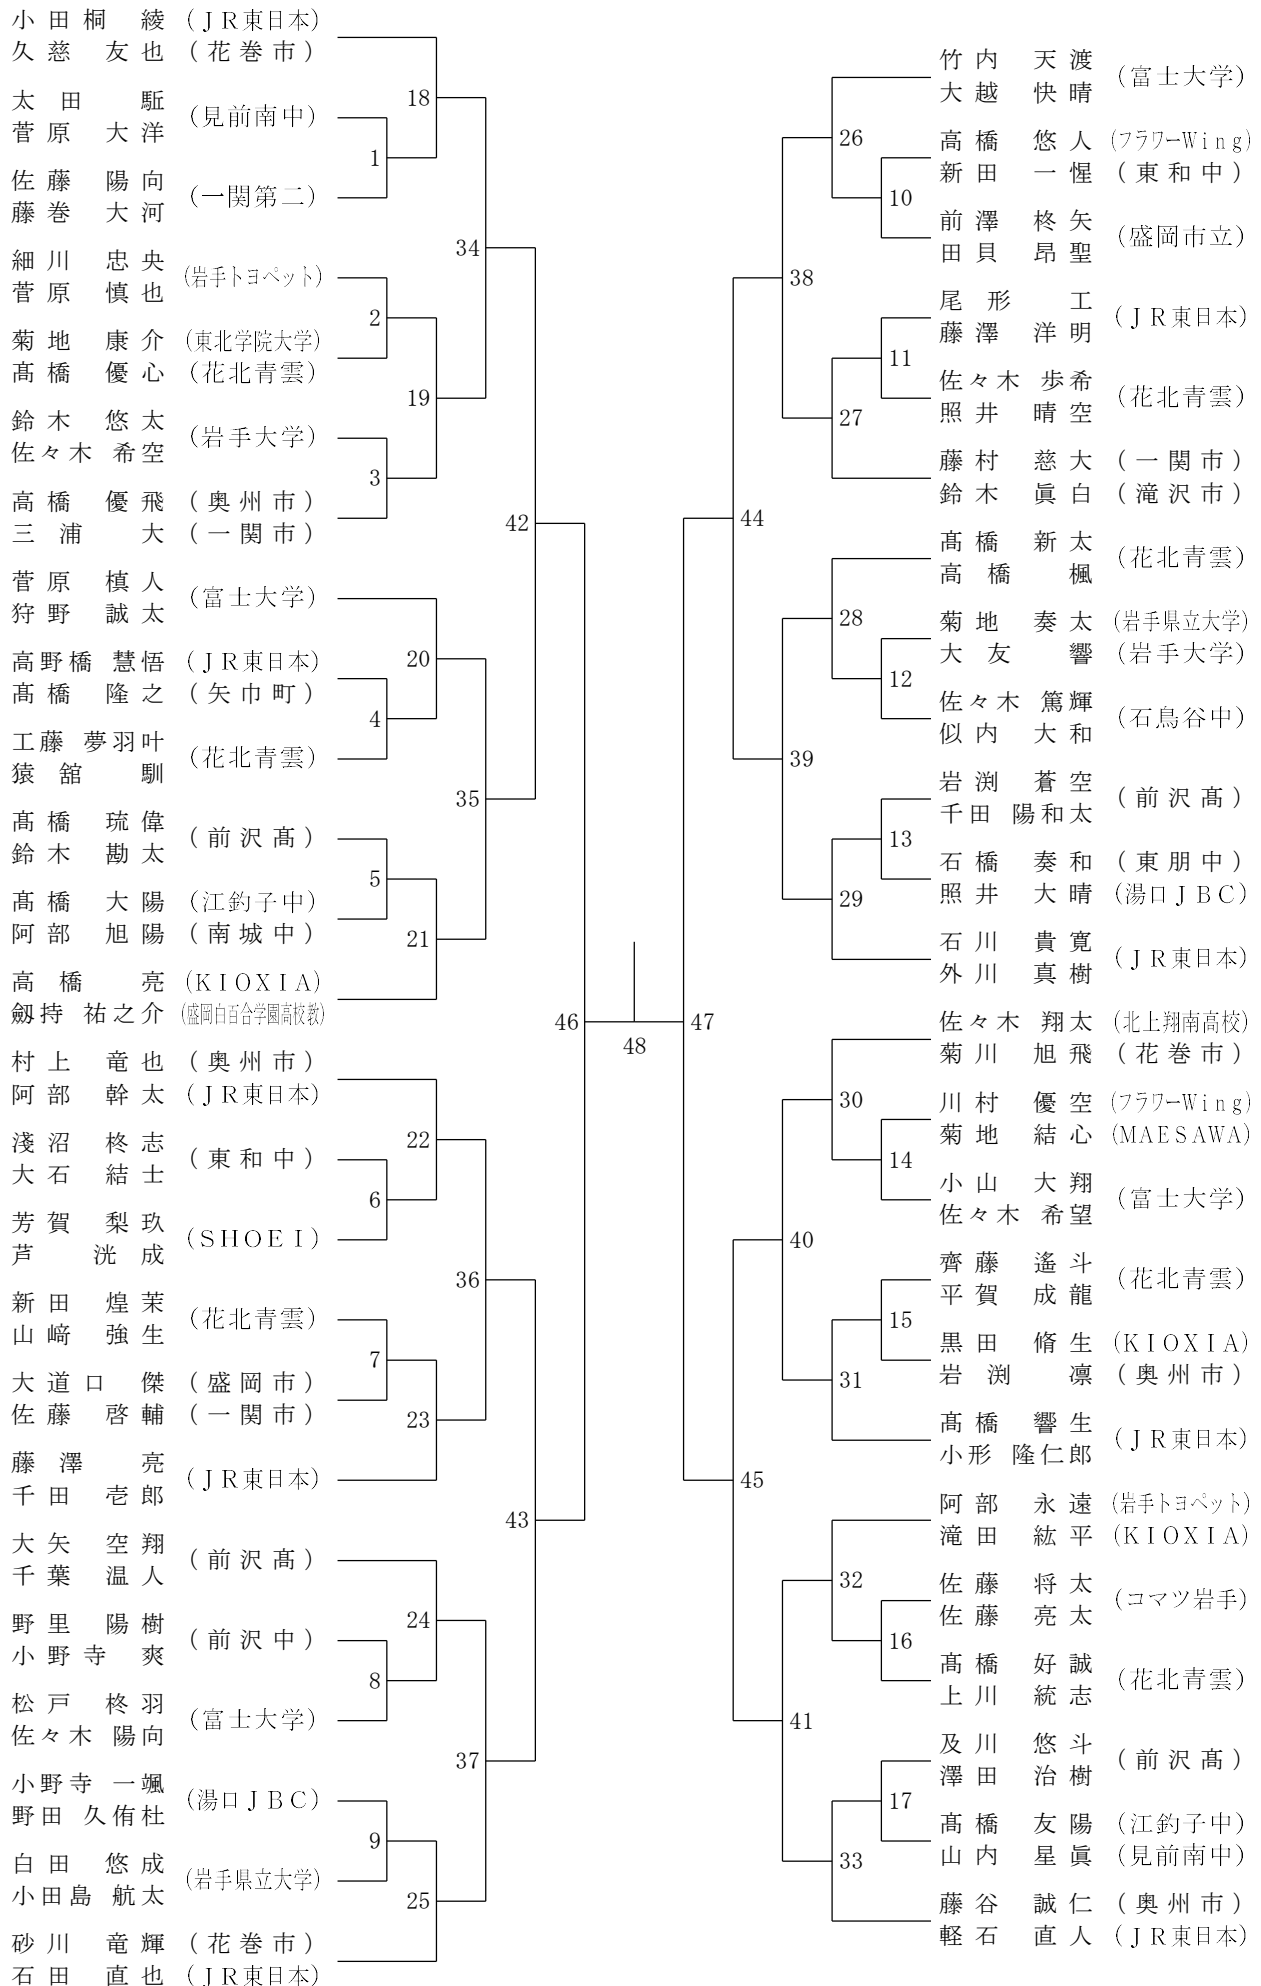 小田桐 綾 (ＪＲ東日本)
久慈 友也 (花巻市)
太田 駈 (見前南中)
菅原 大洋
佐藤 陽向 (一関第二)
藤巻 大河
細川 忠央 (岩手トヨペット)
菅原 慎也
菊地 康介 (東北学院大学)
髙橋 優心 (花北青雲)
鈴木 悠太 (岩手大学)
佐々木 希空
高橋 優飛 (奥州市)
三浦 大 (一関市)
菅原 槙人 (富士大学)
狩野 誠太
高野橋 慧悟 (ＪＲ東日本)
髙橋 隆之 (矢巾町)
工藤 夢羽叶 (花北青雲)
猿舘 馴
髙橋 琉偉 (前沢髙)
鈴木 勘太
髙橋 大陽 (江釣子中)
阿部 旭陽 (南城中)
高橋 亮 (KIOXIA)
劔持 祐之介 (盛岡白百合学園高校教)
村上 竜也 (奥州市)
阿部 幹太 (ＪＲ東日本)
淺沼 柊志 (東和中)
大石 結士
芳賀 梨玖 (SHOEI)
芦 洸成
新田 煌茉 (花北青雲)
山﨑 強生
大道口 傑 (盛岡市)
佐藤 啓輔 (一関市)
藤澤 亮 (ＪＲ東日本)
千田 壱郎
大矢 空翔 (前沢髙)
千葉 温人
野里 陽樹 (前沢中)
小野寺 爽
松戸 柊羽 (富士大学)
佐々木 陽向
小野寺 一颯 (湯口ＪＢＣ)
野田 久侑杜
白田 悠成 (岩手県立大学)
小田島 航太
砂川 竜輝 (花巻市)
石田 直也 (ＪＲ東日本)
18
1
34
2
19
3
42
20
4
35
5
21
46
22
6
36
7
23
43
24
8
37
9
25
48
47
26
10
38
11
27
44
28
12
39
13
29
30
14
40
15
31
45
32
16
41
17
33
竹内 天渡 (富士大学)
大越 快晴
高橋 悠人 (フラワーWing)
新田 一惺 (東和中)
前澤 柊矢 (盛岡市立)
田貝 昂聖
尾形 工 (ＪＲ東日本)
藤澤 洋明
佐々木 歩希 (花北青雲)
照井 晴空
藤村 慈大 (一関市)
鈴木 眞白 (滝沢市)
髙橋 新太 (花北青雲)
高橋 楓
菊地 奏太 (岩手県立大学)
大友 響 (岩手大学)
佐々木 篤輝 (石鳥谷中)
似内 大和
岩渕 蒼空 (前沢髙)
千田 陽和太
石橋 奏和 (東朋中)
照井 大晴 (湯口ＪＢＣ)
石川 貴寛 (ＪＲ東日本)
外川 真樹
佐々木 翔太 (北上翔南高校)
菊川 旭飛 (花巻市)
川村 優空 (フラワーWing)
菊地 結心 (MAESAWA)
小山 大翔 (富士大学)
佐々木 希望
齊藤 遙斗 (花北青雲)
平賀 成龍
黒田 脩生 (KIOXIA)
岩渕 凛 (奥州市)
髙橋 響生 (ＪＲ東日本)
小形 隆仁郎
阿部 永遠 (岩手トヨペット)
滝田 紘平 (KIOXIA)
佐藤 将太 (コマツ岩手)
佐藤 亮太
髙橋 好誠 (花北青雲)
上川 統志
及川 悠斗 (前沢髙)
澤田 治樹
髙橋 友陽 (江釣子中)
山内 星眞 (見前南中)
藤谷 誠仁 (奥州市)
軽石 直人 (ＪＲ東日本)